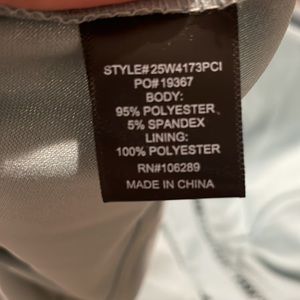 STYLE#25W4173PCI
PO#19367
BODY:
95% POLYESTER
5% SPANDEX
LINING:
100% POLYESTER
RN#106289
MADE IN CHINA